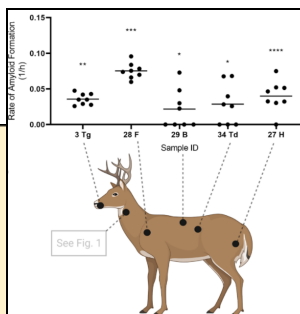 Rate of Amyloid Formation
(1/h)
0.15
0.10
0.05
0.00
**
***
*
*
****
3 Tg
28 F
29 B
34 Td
27 H
Sample ID
See Fig. 1